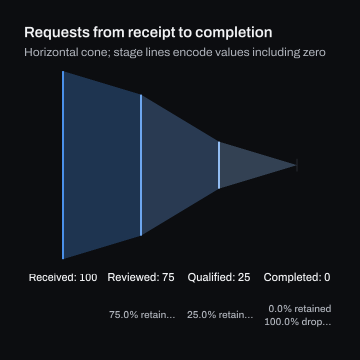 Requests from receipt to completion
Horizontal cone; stage lines encode values including zero
Received: 100 Reviewed: 75 Qualified: 25 Completed: 0
75.0% retain... 25.0% retain... 0.0% retained
100.0% drop...